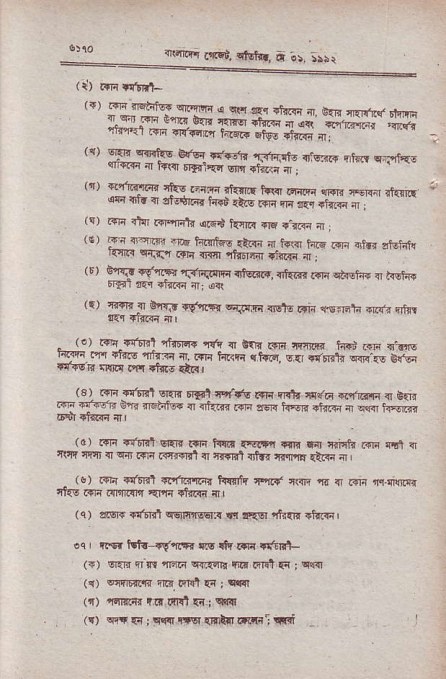 ৬১৭০
বাংলাদেশ গেজেট, অতিরিক্ত, মে ৩১, ১৯৯২
(২) কোন কর্মচারী—
(ক) কোন রাজনৈতিক আন্দোলন এ অংশ গ্রহণ করিবেন না, উহার সাহায্যার্থে চাঁদাদান
বা অন্য কোন উপায়ে উহার সহায়তা করিবেন না এবং কর্পোরেশনের স্বার্থের
পরিপন্থী কোন কার্যকলাপে নিজেকে জড়িত করিবেন না;
(খ) তাহার অব্যবহিত ঊর্ধতন কর্মকর্তার পূর্বানুমতি ব্যতিরেকে দায়িত্বে অনুপস্থিত
থাকিবেন না কিংবা চাকুরীস্থল ত্যাগ করিবেন না ;
(গ) কর্পোরেশনের সহিত লেনদেন রহিয়াছে কিংবা লেনদেন থাকার সম্ভাবনা রহিয়াছে
এমন ব্যক্তি বা প্রতিষ্ঠানের নিকট হইতে কোন দান গ্রহণ করিবেন না ;
(ঘ) কোন বীমা কোম্পানীর এজেন্ট হিসাবে কাজ করিবেন না ;
(ঙ) কোন ব্যবসায়ের কাজে নিয়োজিত হইবেন না কিংবা নিজে কোন ব্যক্তির প্রতিনিধি
হিসাবে অনুরূপ কোন ব্যবসা পরিচালনা করিবেন না ;
(চ) উপযুক্ত কর্তৃপক্ষের পূর্বানুমোদন ব্যতিরেকে, বাহিরের কোন অবৈতনিক বা বৈতনিক
চাকুরী গ্রহণ করিবেন না; এবং
(ছ) সরকার বা উপযুক্ত কর্তৃপক্ষের অনুমোদন ব্যতীত কোন খণ্ডকালীন কার্যের দায়িত্ব
গ্রহণ করিবেন না।
(৩) কোন কর্মচারী পরিচালক পর্ষদ বা উহার কোন সদস্যদের নিকট কোন ব্যক্তিগত
নিবেদন পেশ করিতে পারিবেন না, কোন নিবেদন থাকিলে, তাহা কর্মচারীর অব্যবহিত ঊর্ধতন
কর্মকর্তার মাধ্যমে পেশ করিতে হইবে।
(৪) কোন কর্মচারী তাহার চাকুরী সম্পর্কিত কোন দাবীর সমর্থনে কর্পোরেশন বা উহার
কোন কর্মকর্তার উপর রাজনৈতিক বা বাহিরের কোন প্রভাব বিস্তার করিবেন না অথবা বিস্তারের
চেষ্টা করিবেন না।
(৫) কোন কর্মচারী তাহার কোন বিষয়ে হস্তক্ষেপ করার জন্য সরাসরি কোন মন্ত্রী বা
সংসদ সদস্য বা অন্য কোন বেসরকারী বা সরকারী ব্যক্তির সরণাপন্ন হইবেন না।
(৬) কোন কর্মচারী কর্পোরেশনের বিষয়াদি সম্পর্কে সংবাদ পত্র বা কোন গণ-মাধ্যমের
সহিত কোন যোগাযোগ স্থাপন করিবেন না।
(৭) প্রত্যেক কর্মচারী অভ্যাসগতভাবে ঋণ গ্রস্থতা পরিহার করিবেন।
৩৭। দণ্ডের ভিত্তি—কর্তৃপক্ষের মতে যদি কোন কর্মচারী—
(ক) তাহার দায়িত্ব পালনে অবহেলার দায়ে দোষী হন ; অথবা
(খ) অসদাচরণের দায়ে দোষী হন ; অথবা
(গ) পলায়নের দায়ে দোষী হন ; অথবা
(ঘ) অদক্ষ হন ; অথবা দক্ষতা হারাইয়া ফেলেন ; অথবা